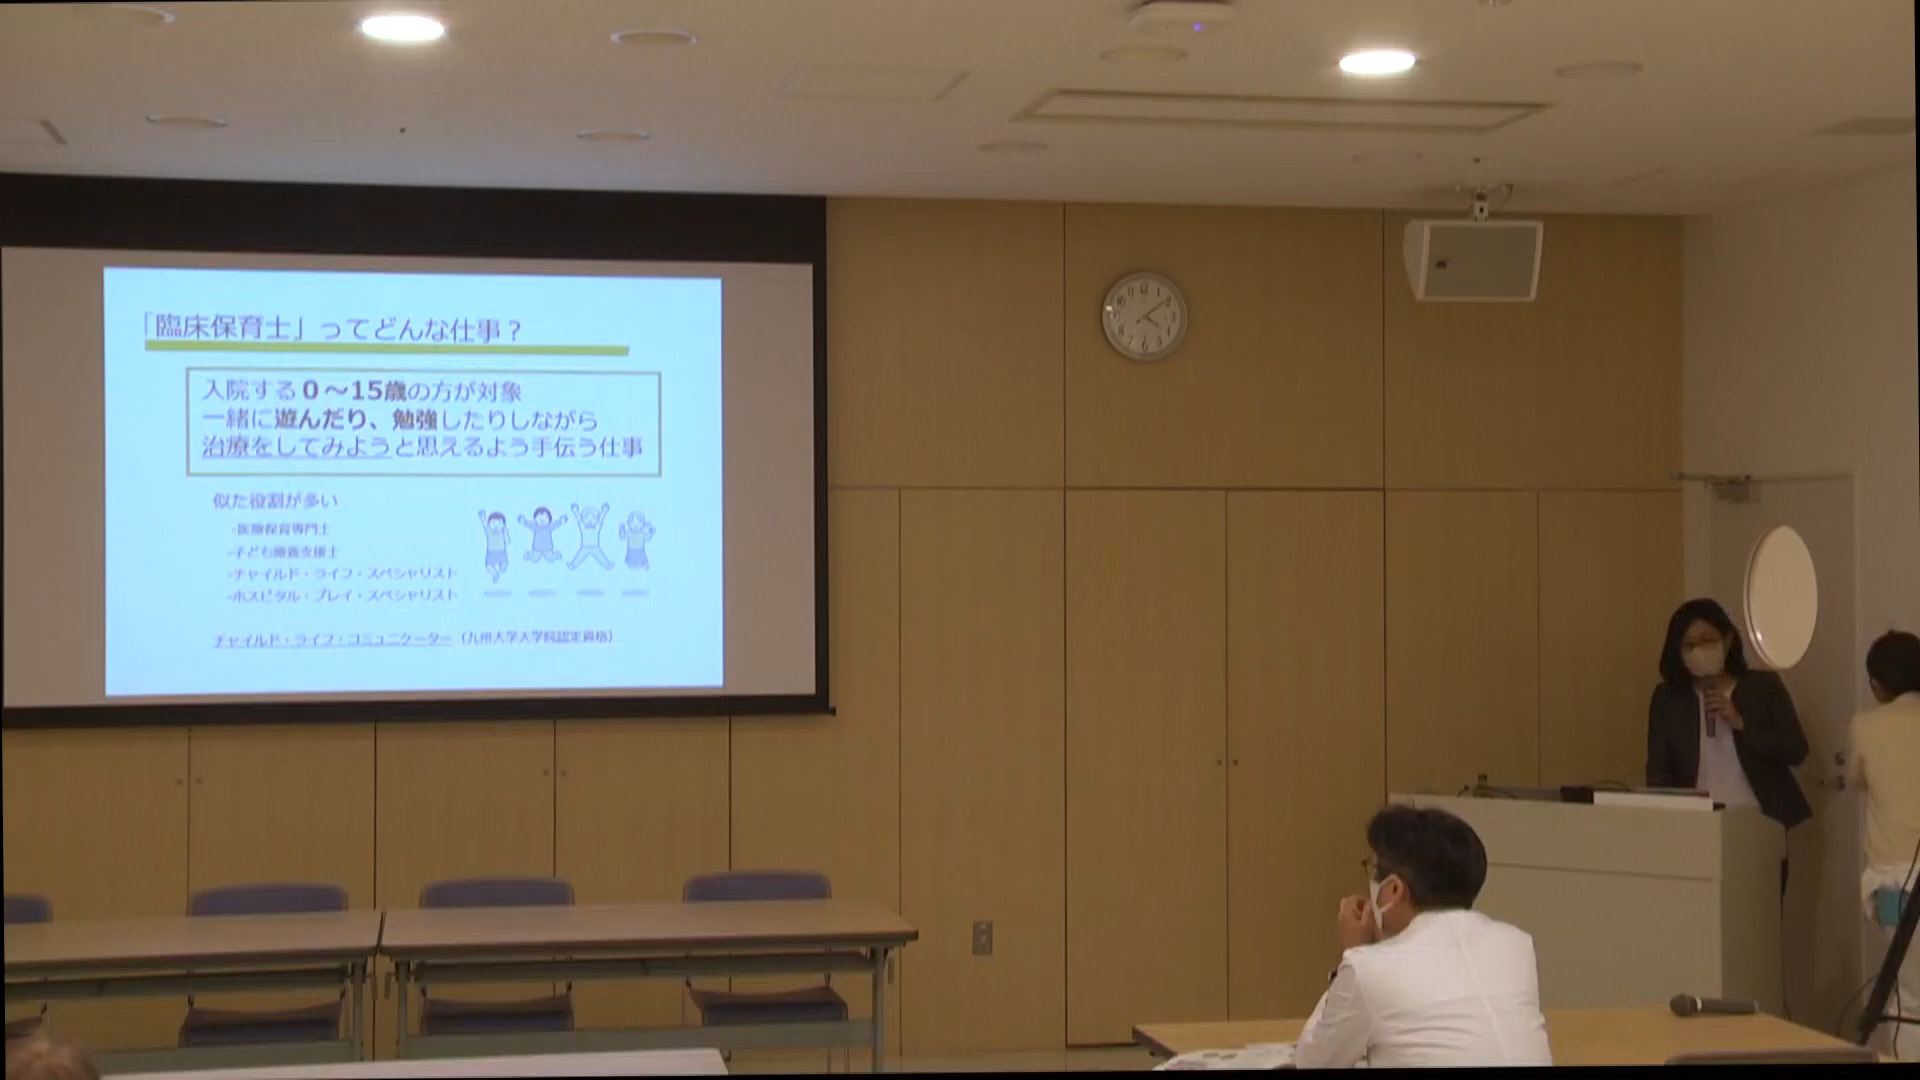 「臨床保育士」ってどんな仕事？
入院する０～15歳の方が対象
一緒に遊んだり、勉強したりしながら
治療をしてみようと思えるよう手伝う仕事
似た役割が多い
-医療保育専門士
-子ども療養支援士
-チャイルド・ライフ・スペシャリスト
-ホスピタル・プレイ・スペシャリスト
チャイルド・ライフ・コミュニケーター（九州大学大学院認定資格）